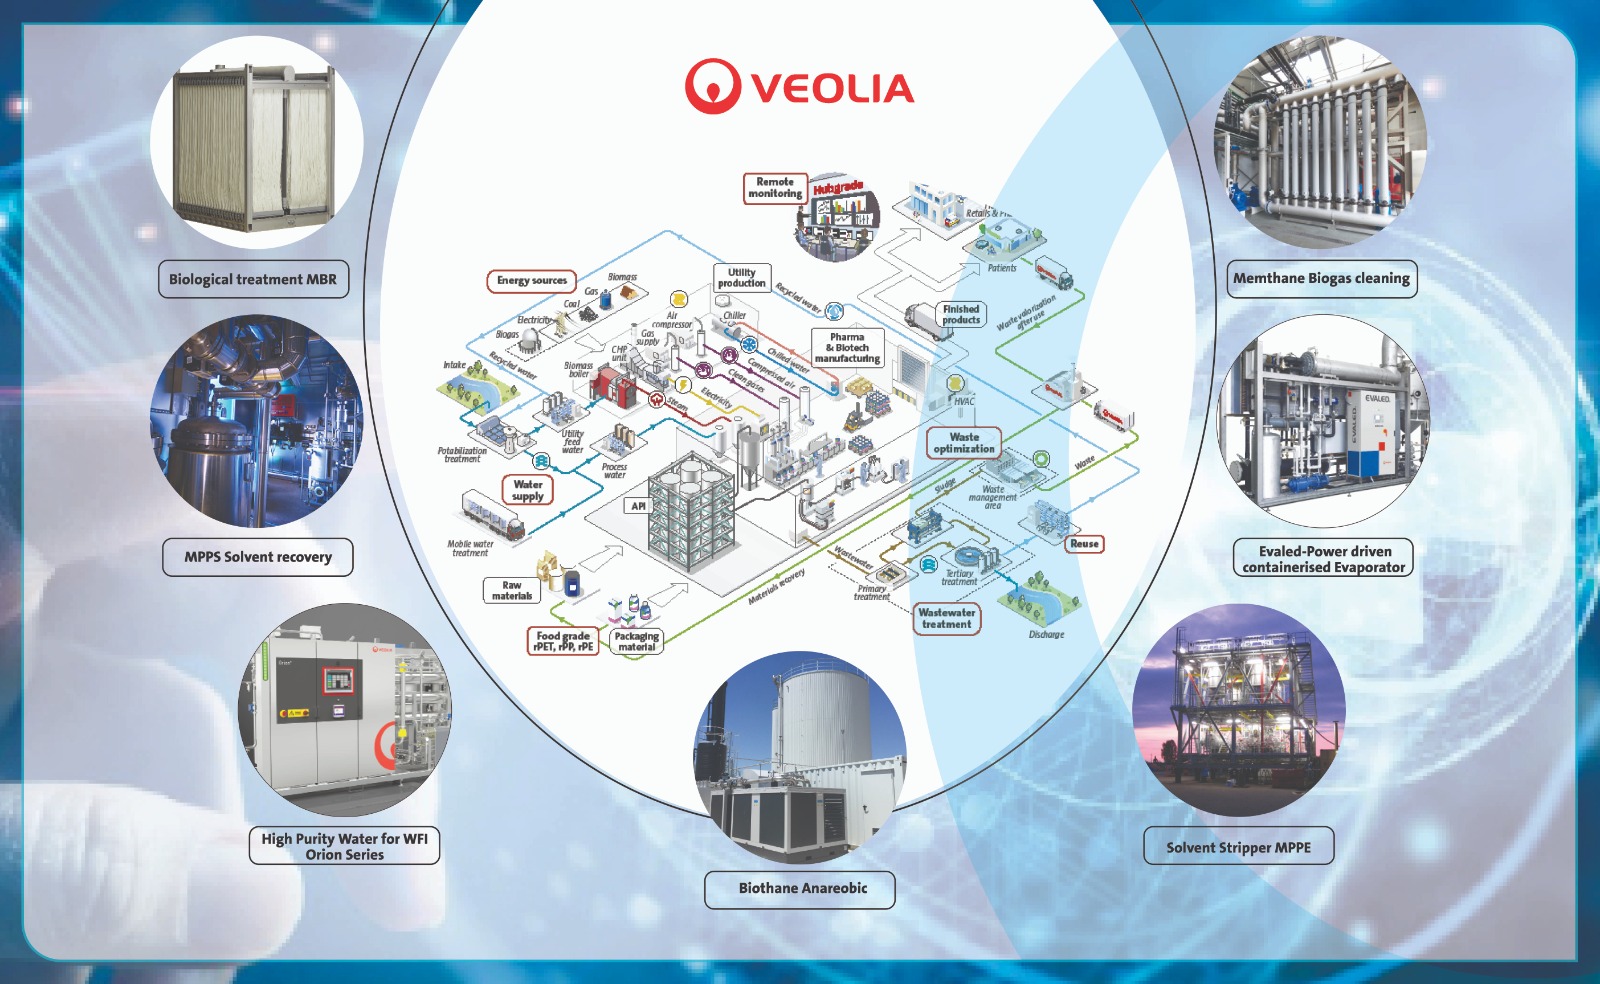 VEOLIA
Biological treatment MBR
MPPS Solvent recovery
High Purity Water for WFI
Orion Series
Biothane Anareobic
Memthane Biogas cleaning
EVALED.
EVALED.
Evaled-Power driven
containerised Evaporator
Solvent Stripper MPPE
Remote
monitoring
Hubgrade
Retails &
Patients
Waste valorization
after use
Finished
products
Energy sources
Biomass
Gas
Coal
Electricity
Biogas
Utility
production
Recycled water
Air
compressor
Chiller
Gas
supply
CHP
unit
Biomass
boiler
Pharma
& Biotech
manufacturing
Chilled water
Compressed air
Clean gases
Electricity
Steam
HVAC
Intake
Recycled water
Potabilization
treatment
Utility
feed
water
Process
water
Water
supply
Mobile water
treatment
API
Raw
materials
Food grade
rPET, rPP, rPE
Packaging
material
Materials recovery
Waste
optimization
Waste
Sludge
Waste
management
area
Reuse
Wastewater
Primary
treatment
Tertiary
treatment
Wastewater
treatment
Discharge